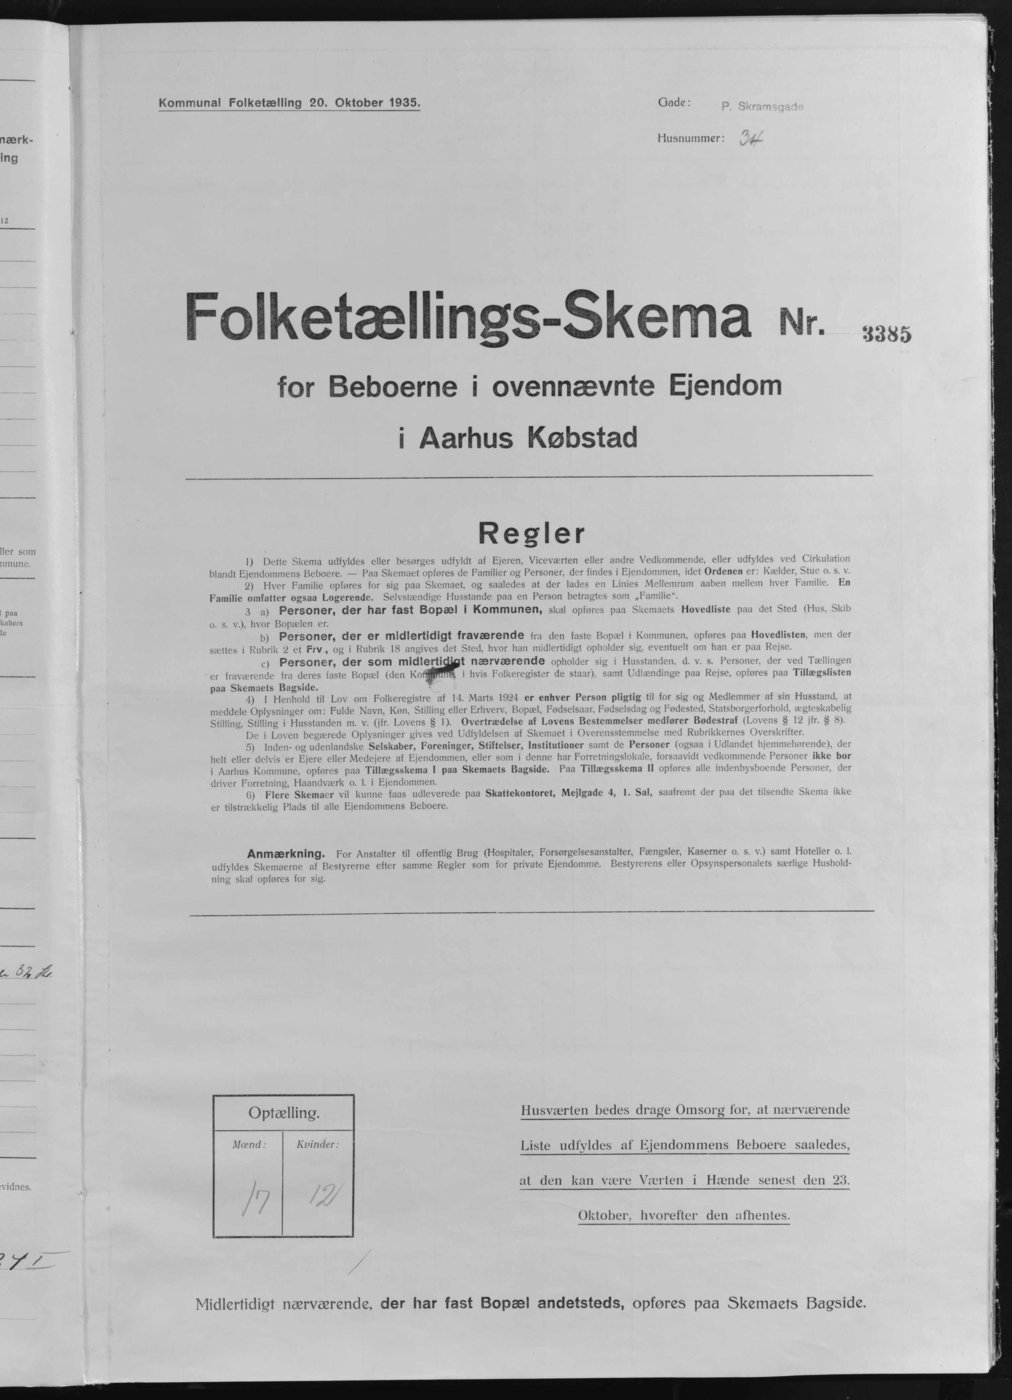 Kommunal Folketælling 20. Oktober 1935.
Gade: P. Skramsgade
Husnummer: 34
Folketællings-Skema Nr. 3385
for Beboerne i ovennævnte Ejendom
i Aarhus Købstad
Regler
1) Dette Skema udfyldes eller besørges udfyldt af Ejeren, Viceværten eller andre Vedkommende, eller udfyldes ved Cirkulation
blandt Ejendommens Beboere. — Paa Skemaet opføres de Familier og Personer, der findes i Ejendommen, idet Ordenen er: Kælder, Stue o. s. v.
2) Hver Familie opføres for sig paa Skemaet, og saaledes at der lades en Linies Mellemrum aaben mellem hver Familie. En
Familie omfatter ogsaa Logerende. Selvstændige Husstande paa en Person betragtes som „Familie“.
3 a) Personer, der har fast Bopæl i Kommunen, skal opføres paa Skemaets Hovedliste paa det Sted (Hus, Skib
o. s. v.), hvor Bopælen er.
b) Personer, der er midlertidigt fraværende fra den faste Bopæl i Kommunen, opføres paa Hovedlisten, men der
sættes i Rubrik 2 et Frv, og i Rubrik 18 angives det Sted, hvor han midlertidigt opholder sig, eventuelt om han er paa Rejse.
c) Personer, der som midlertidigt nærværende opholder sig i Husstanden, d. v. s. Personer, der ved Tællingen
er fraværende fra deres faste Bopæl (den Kommune, i hvis Folkeregister de staar), samt Udlændinge paa Rejse, opføres paa Tillægslisten
paa Skemaets Bagside.
4) I Henhold til Lov om Folkeregistre af 14. Marts 1924 er enhver Person pligtig til for sig og Medlemmer af sin Husstand, at
meddele Oplysninger om: Fulde Navn, Køn, Stilling eller Erhverv, Bopæl, Fødselsaar, Fødselsdag og Fødested, Statsborgerforhold, ægteskabelig
Stilling, Stilling i Husstanden m. v. (jfr. Lovens § 1). Overtrædelse af Lovens Bestemmelser medfører Bødestraf (Lovens § 12 jfr. § 8).
De i Loven begærede Oplysninger gives ved Udfyldelsen af Skemaet i Overensstemmelse med Rubrikkernes Overskrifter.
5) Inden- og udenlandske Selskaber, Foreninger, Stiftelser, Institutioner samt de Personer (ogsaa i Udlandet hjemmehørende), der
helt eller delvis er Ejere eller Medejere af Ejendommen, eller som i denne har Forretningslokale, forsaavidt vedkommende Personer ikke bor
i Aarhus Kommune, opføres paa Tillægsskema I paa Skemaets Bagside. Paa Tillægsskema II opføres alle indenbysboende Personer, der
driver Forretning, Haandværk o. l. i Ejendommen.
6) Flere Skemaer vil kunne faas udleverede paa Skattekontoret, Mejlgade 4, 1. Sal, saafremt der paa det tilsendte Skema ikke
er tilstrækkelig Plads til alle Ejendommens Beboere.
Anmærkning. For Anstalter til offentlig Brug (Hospitaler, Forsørgelsesanstalter, Fængsler, Kaserner o. s. v.) samt Hoteller o. l.
udfyldes Skemaerne af Bestyrerne efter samme Regler som for private Ejendomme. Bestyrerens eller Opsynspersonalets særlige Hushold-
ning skal opføres for sig.
Optælling.
Mænd: Kvinder:
17 12
Husværten bedes drage Omsorg for, at nærværende
Liste udfyldes af Ejendommens Beboere saaledes,
at den kan være Værten i Hænde senest den 23.
Oktober, hvorefter den afhentes.
Midlertidigt nærværende, der har fast Bopæl andetsteds, opføres paa Skemaets Bagside.